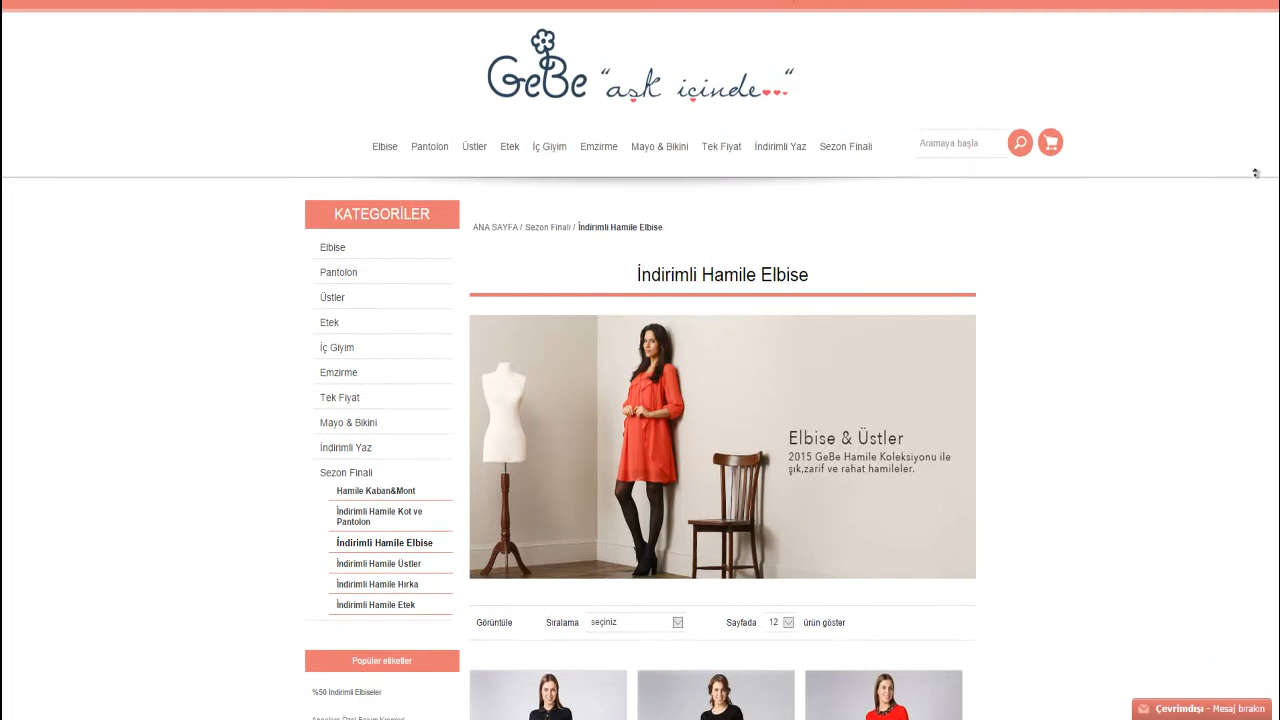 GeBe "aşk içinde..."
Elbise Pantolon Üstler Etek İç Giyim Emzirme Mayo & Bikini Tek Fiyat İndirimli Yaz Sezon Finali Aramaya başla
KATEGORİLER
Elbise
Pantolon
Üstler
Etek
İç Giyim
Emzirme
Tek Fiyat
Mayo & Bikini
İndirimli Yaz
Sezon Finali
Hamile Kaban&Mont
İndirimli Hamile Kot ve
Pantolon
İndirimli Hamile Elbise
İndirimli Hamile Üstler
İndirimli Hamile Hırka
İndirimli Hamile Etek
Popüler etiketler
%50 İndirimli Elbiseler
ANA SAYFA / Sezon Finali / İndirimli Hamile Elbise
İndirimli Hamile Elbise
Elbise & Üstler
2015 GeBe Hamile Koleksiyonu ile
şık,zarif ve rahat hamileler.
Görüntüle Sıralama seçiniz Sayfada 12 ürün göster
Çevrimdışı – Mesaj bırakın